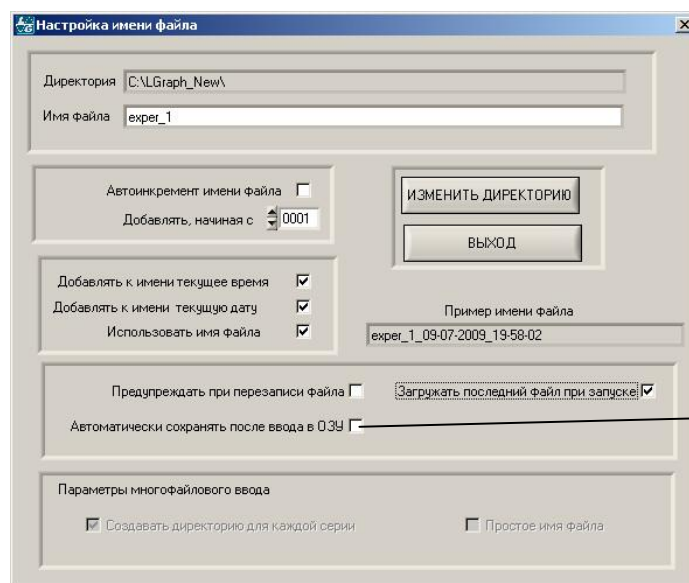 Настройка имени файла
Директория C:\LGraph_New\
Имя файла exper_1
Автоинкремент имени файла
Добавлять, начиная с 0001
ИЗМЕНИТЬ ДИРЕКТОРИЮ
ВЫХОД
Добавлять к имени текущее время
Добавлять к имени текущую дату
Использовать имя файла
Пример имени файла
exper_1_09-07-2009_19-58-02
Предупреждать при перезаписи файла
Загружать последний файл при запуске
Автоматически сохранять после ввода в ОЗУ
Параметры многофайлового ввода
Создавать директорию для каждой серии
Простое имя файла